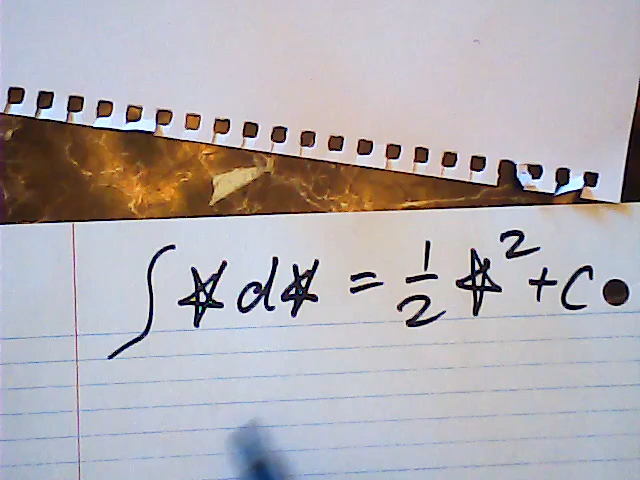 ∫ ☆ d☆ = 1/2 ☆² + C